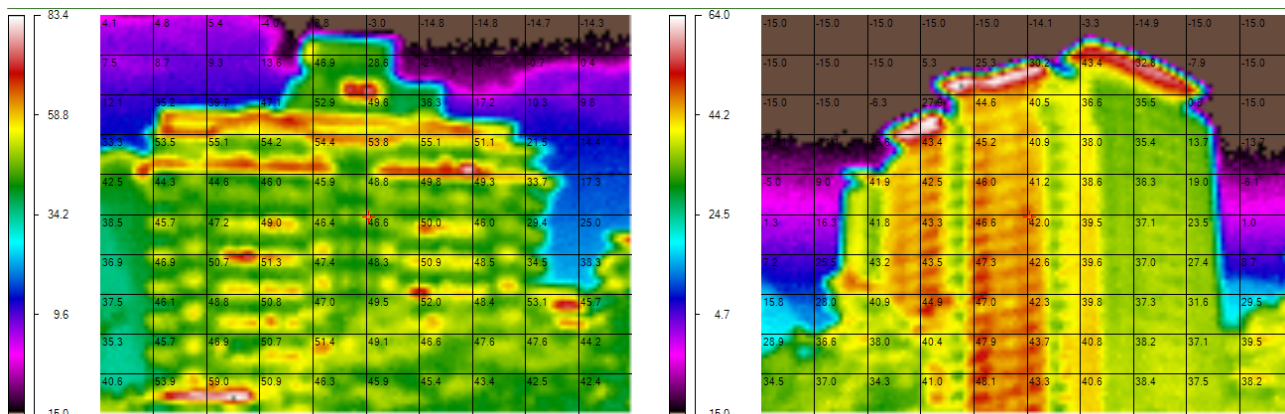 83.4
58.8
34.2
9.6
4.1 4.8 5.4 -4.0 -8.8 -3.0 -14.8 -14.8 -14.7 -14.3
7.5 8.7 9.3 13.6 46.9 28.6 0.4
12.1 35.2 39.7 47.1 52.9 49.6 36.3 17.2 10.3 9.8
33.3 53.5 55.1 54.2 54.4 53.8 55.1 51.1 21.5 14.4
42.5 44.3 44.6 46.0 45.9 48.8 49.8 49.3 33.7 17.3
38.5 45.7 47.2 49.0 46.4 46.6 50.0 46.0 29.4 25.0
36.9 46.9 50.7 51.3 47.4 48.3 50.9 48.5 34.5 38.3
37.5 46.1 48.8 50.8 47.0 49.5 52.0 48.4 53.1 45.7
35.3 45.7 46.9 50.7 51.4 49.1 46.6 47.6 47.6 44.2
40.8 53.9 59.0 50.9 46.3 45.9 45.4 43.4 42.5 42.4
64.0
44.2
24.5
4.7
-15.0 -15.0 -15.0 -15.0 -15.0 -14.1 -3.3 -14.9 -15.0 -15.0
-15.0 -15.0 -15.0 5.3 25.3 30.2 43.4 32.8 -7.9 -15.0
-15.0 -15.0 -6.3 27.9 44.6 40.5 36.6 35.5 -15.0
43.4 45.2 40.9 38.0 35.4 13.7
-5.0 9.0 41.9 42.5 46.0 41.2 38.6 36.3 19.0 -8.1
1.3 16.3 41.8 43.3 46.6 42.0 39.5 37.1 23.5 1.0
7.2 25.5 43.2 43.5 47.3 42.6 39.6 37.0 27.4 8.7
15.8 28.0 40.9 44.9 47.0 42.3 39.8 37.3 31.6 29.5
28.9 36.6 38.0 40.4 47.9 43.7 40.8 38.2 37.1 39.5
34.5 37.0 34.3 41.0 48.1 43.3 40.6 38.4 37.5 38.2